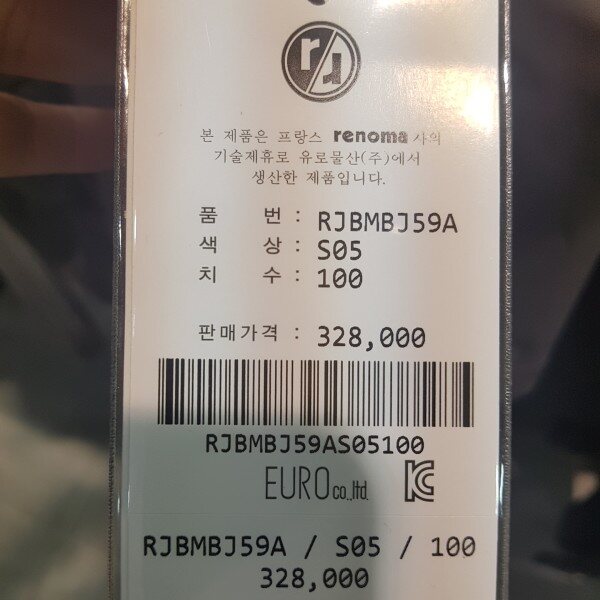 rJ
본 제품은 프랑스 renoma 사의
기술제휴로 유로물산(주)에서
생산한 제품입니다.
품 번 : RJBMBJ59A
색 상 : S05
치 수 : 100
판매가격 : 328,000
RJBMBJ59AS05100
EURO co.,ltd.
RJBMBJ59A / S05 / 100
328,000